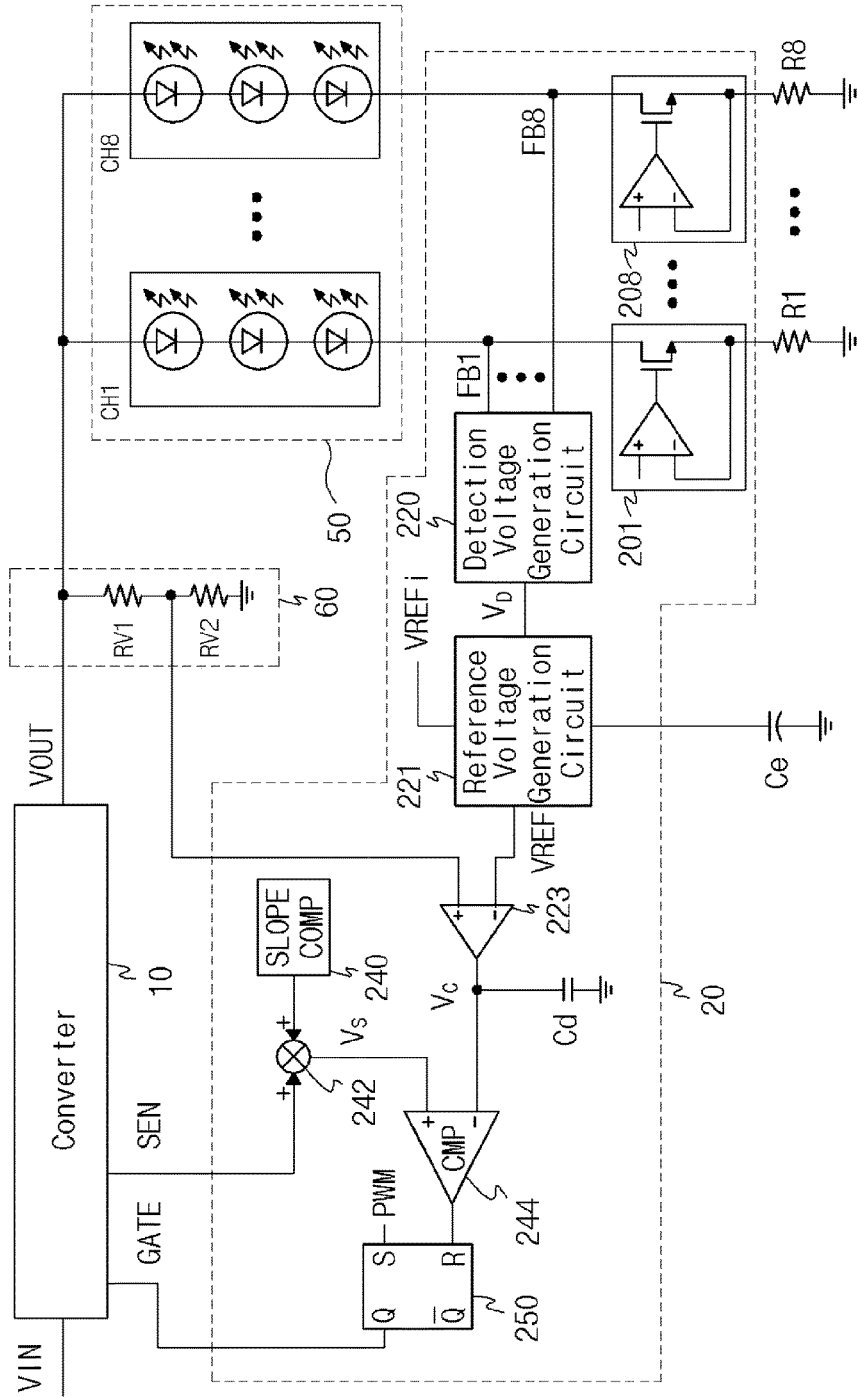 VIN
Converter
10
VOUT
GATE
SEN
RV1
RV2
60
CH1
CH8
50
SLOPE
COMP
240
242
VS
PWM
S
R
Q
Q
250
CMP
244
VC
Cd
223
VREF
Reference
Voltage
Generation
Circuit
221
VREFi
VD
Detection
Voltage
Generation
Circuit
220
FB1
FB8
201
208
R1
R8
Ce
20
+
+
+
-
+
-
+
-
+
-